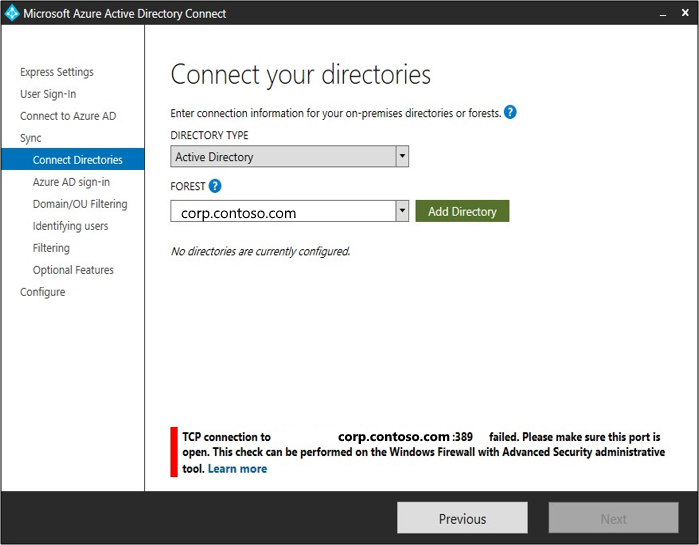 Microsoft Azure Active Directory Connect
Express Settings
User Sign-In
Connect to Azure AD
Sync
Connect Directories
Azure AD sign-in
Domain/OU Filtering
Identifying users
Filtering
Optional Features
Configure
Connect your directories
Enter connection information for your on-premises directories or forests. ?
DIRECTORY TYPE
Active Directory
FOREST ?
corp.contoso.com
Add Directory
No directories are currently configured.
TCP connection to corp.contoso.com :389 failed. Please make sure this port is
open. This check can be performed on the Windows Firewall with Advanced Security administrative
tool. Learn more
Previous
Next